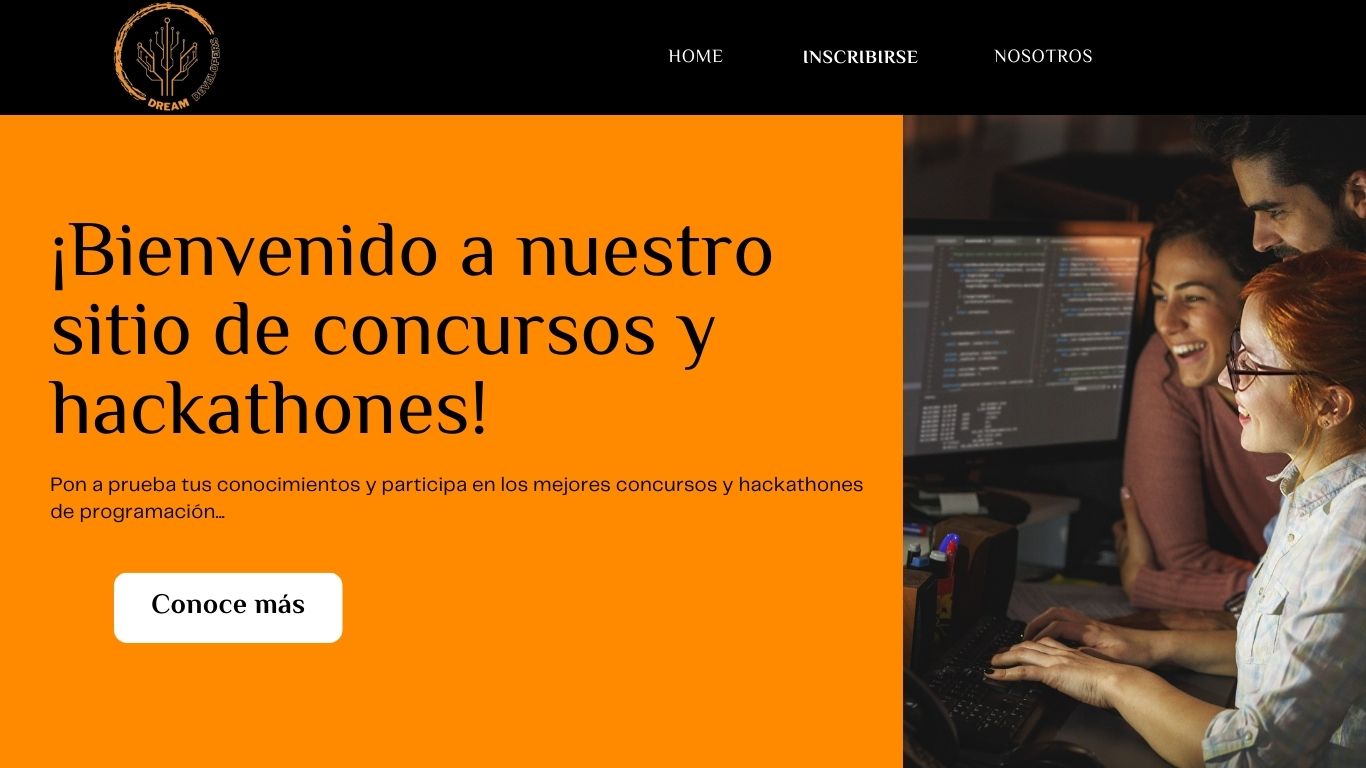 DREAM
DEVELOPERS
HOME
INSCRIBIRSE
NOSOTROS
¡Bienvenido a nuestro
sitio de concursos y
hackathones!
Pon a prueba tus conocimientos y participa en los mejores concursos y hackathones
de programación...
Conoce más